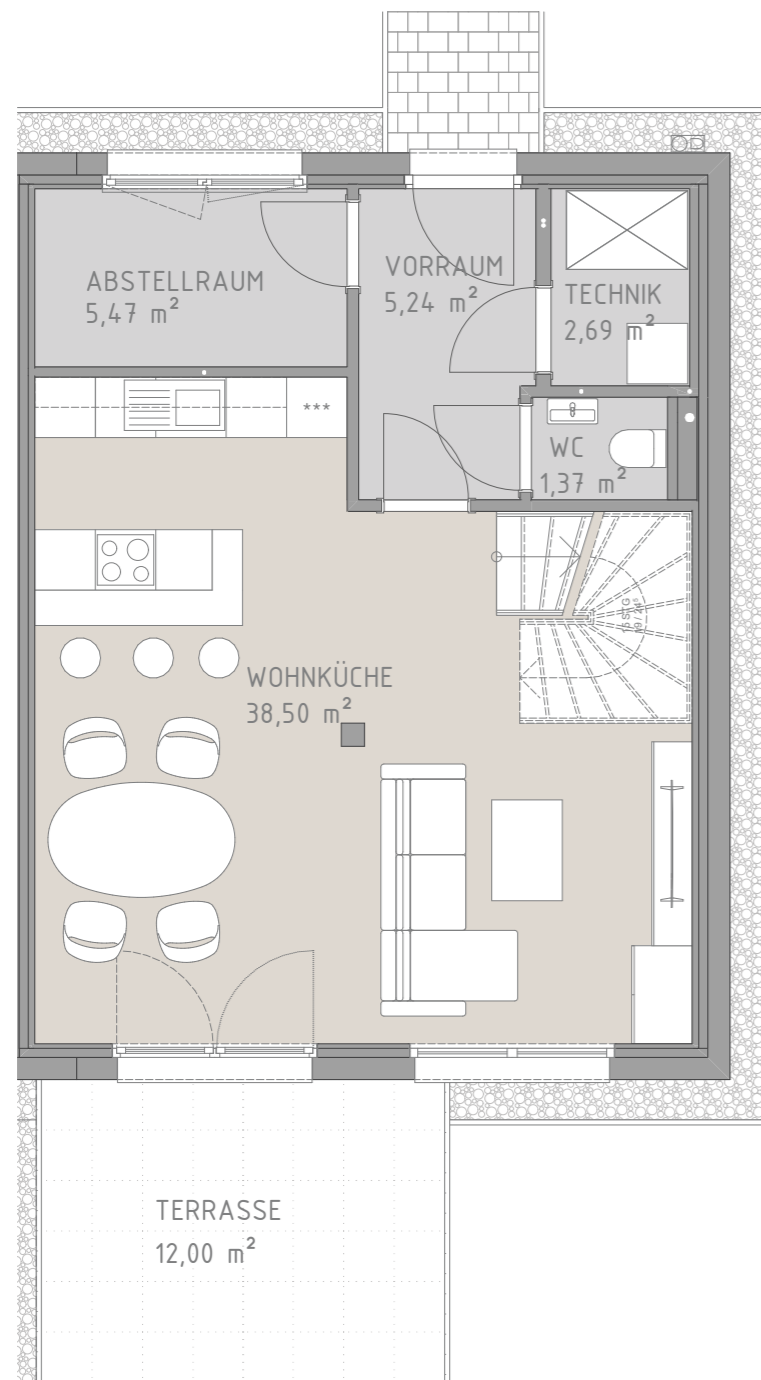 ABSTELLRAUM
5,47 m²
VORRAUM
5,24 m²
TECHNIK
2,69 m²
***
WC
1,37 m²
WOHNKÜCHE
38,50 m²
TERRASSE
12,00 m²